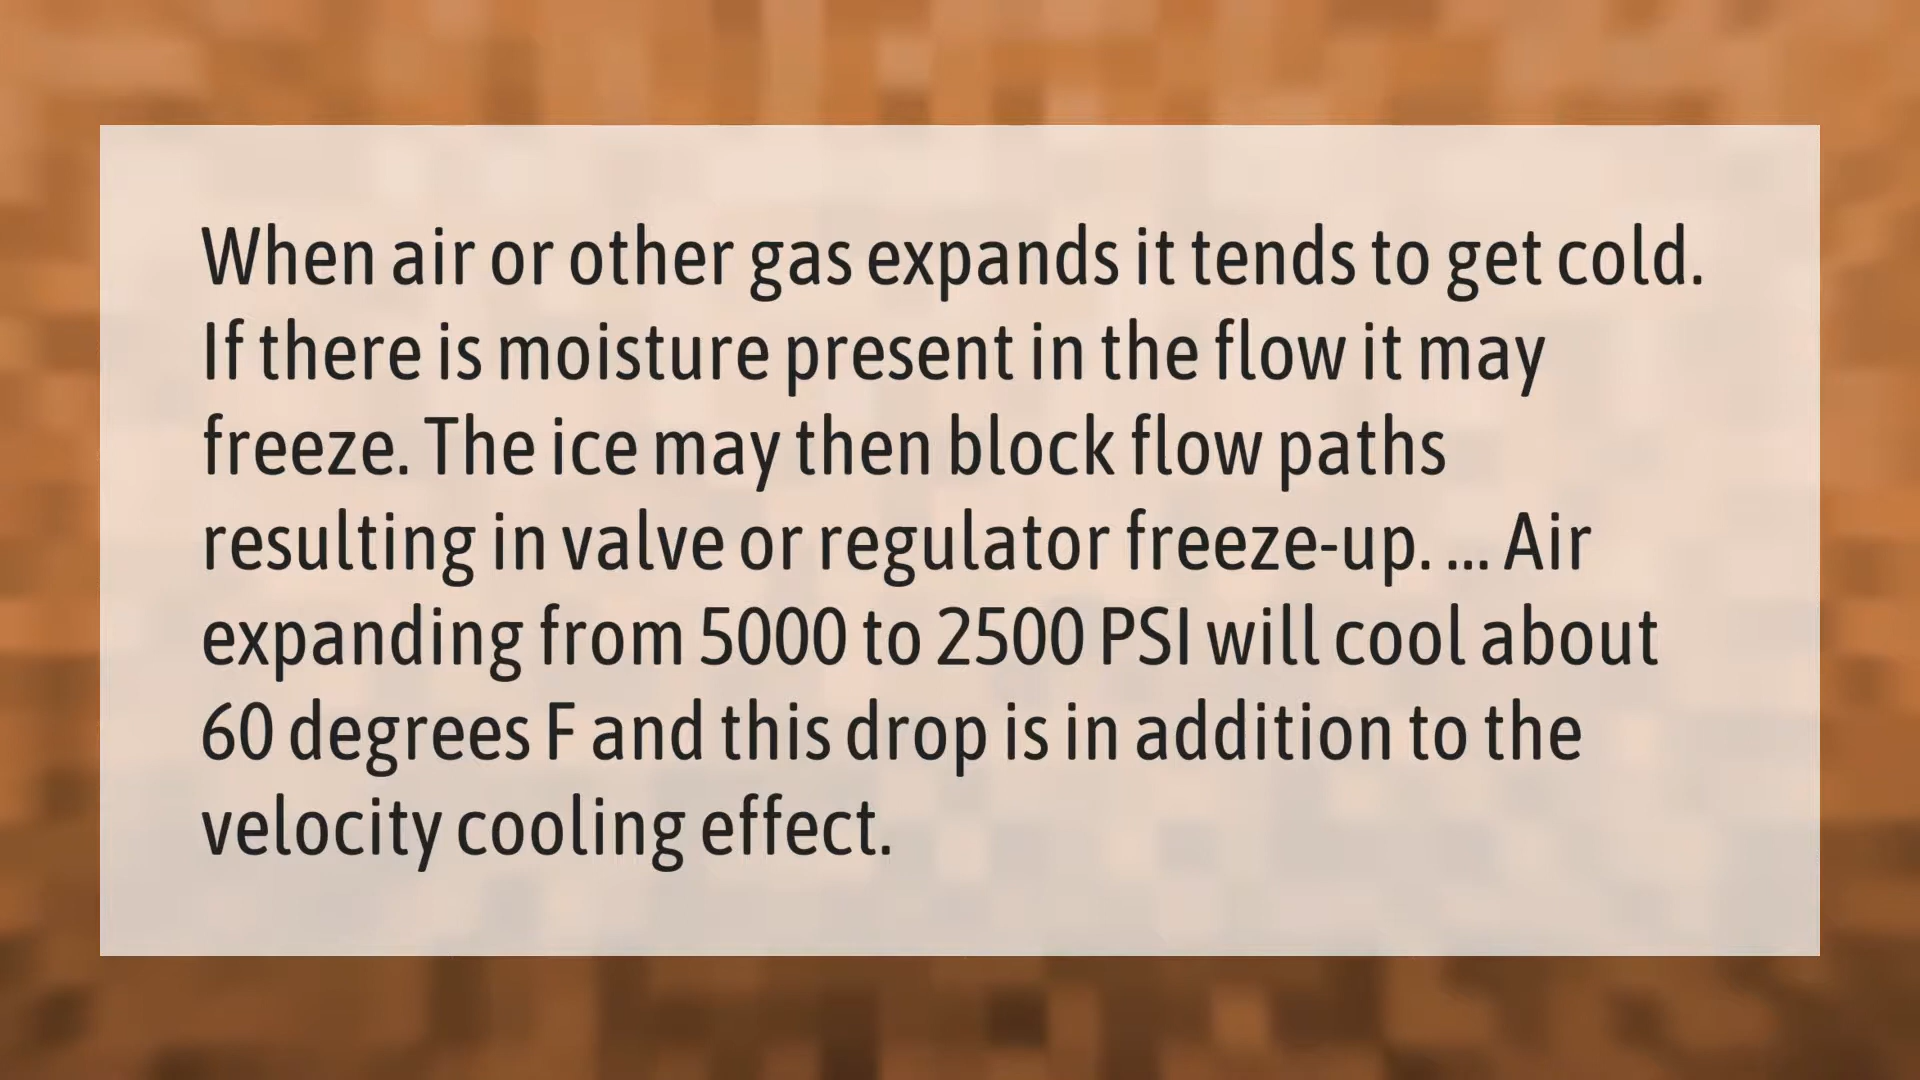 When air or other gas expands it tends to get cold.
If there is moisture present in the flow it may
freeze. The ice may then block flow paths
resulting in valve or regulator freeze-up. ... Air
expanding from 5000 to 2500 PSI will cool about
60 degrees F and this drop is in addition to the
velocity cooling effect.